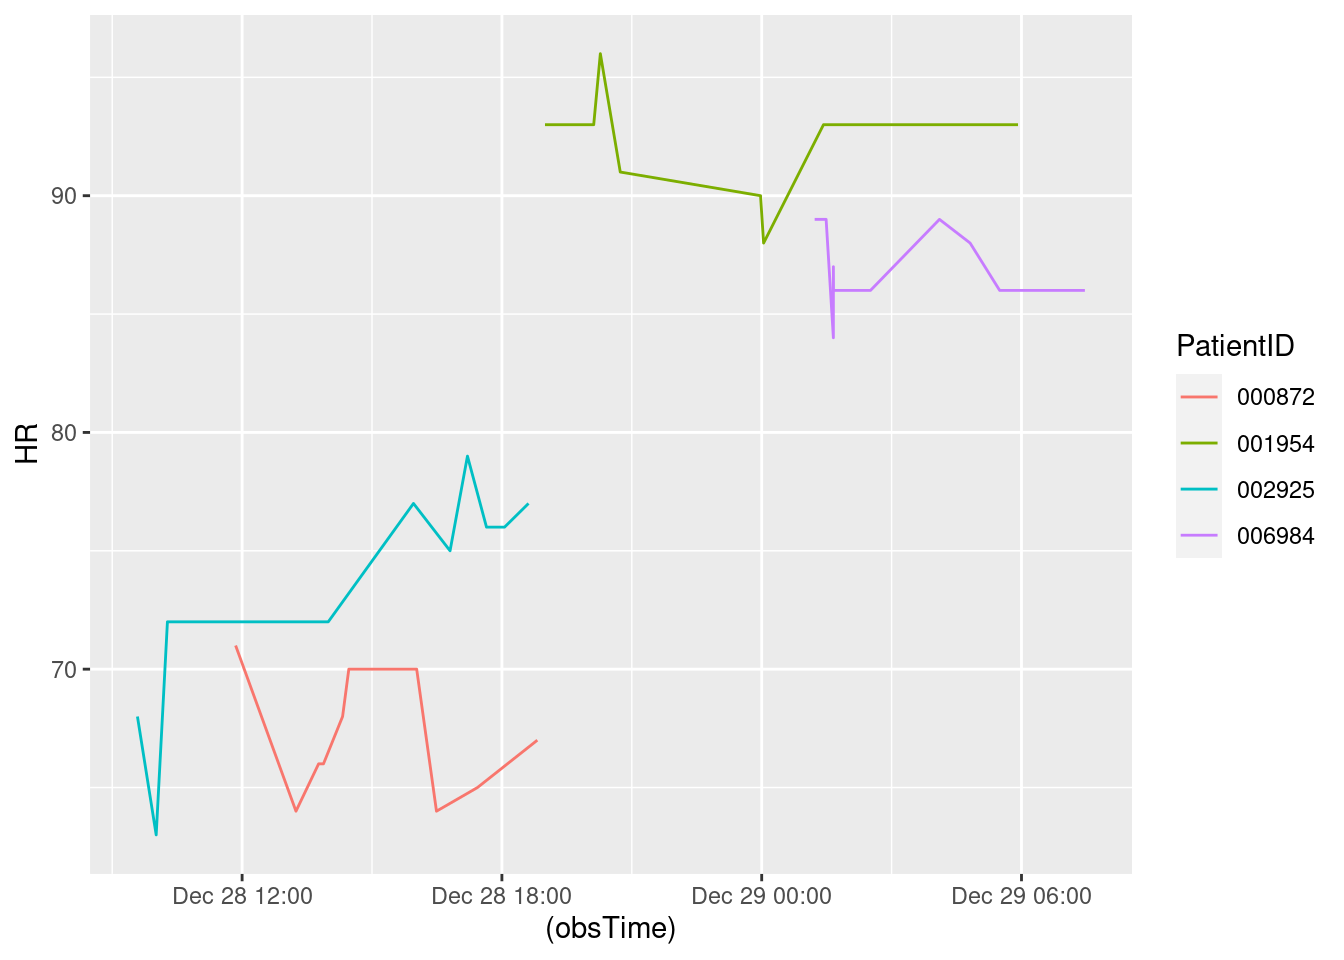 HR
90
80
70
Dec 28 12:00
Dec 28 18:00
Dec 29 00:00
Dec 29 06:00
(obsTime)
PatientID
000872
001954
002925
006984